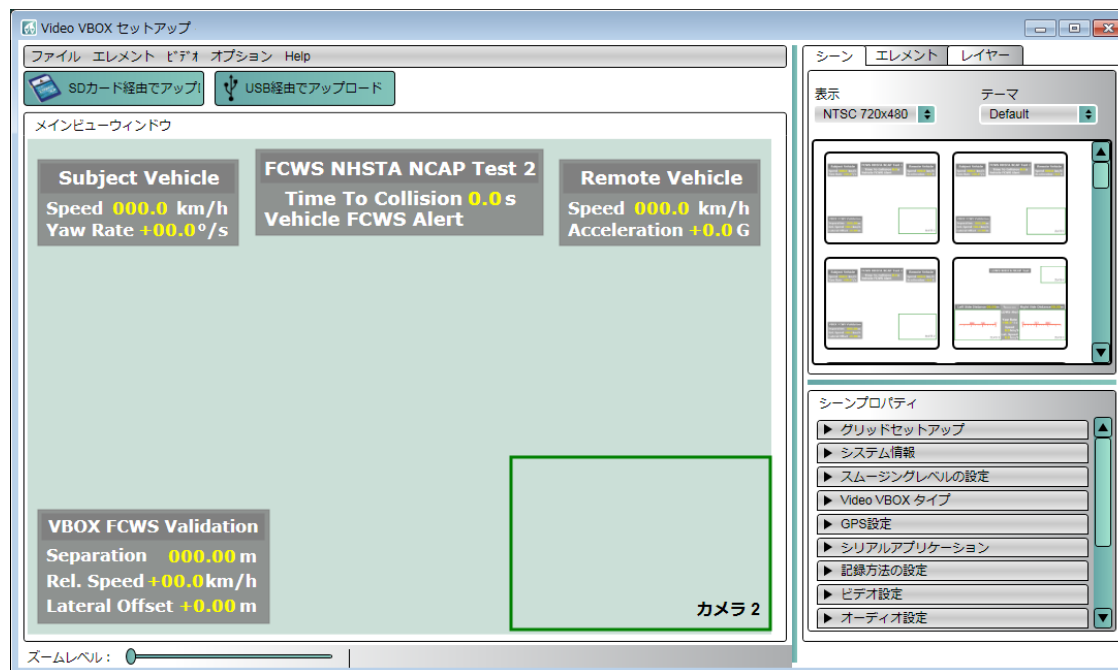 Video VBOX セットアップ
ファイル エレメント ビデオ オプション Help
SDカード経由でアップl
USB経由でアップロード
メインビューウィンドウ
Subject Vehicle
Speed 000.0 km/h
Yaw Rate +00.0°/s
FCWS NHSTA NCAP Test 2
Time To Collision 0.0 s
Vehicle FCWS Alert
Remote Vehicle
Speed 000.0 km/h
Acceleration +0.0 G
VBOX FCWS Validation
Separation 000.00 m
Rel. Speed +00.0 km/h
Lateral Offset +0.00 m
カメラ 2
ズームレベル :
シーン エレメント レイヤー
表示 テーマ
NTSC 720x480 Default
シーンプロパティ
グリッドセットアップ
システム情報
スムージングレベルの設定
Video VBOX タイプ
GPS設定
シリアルアプリケーション
記録方法の設定
ビデオ設定
オーディオ設定